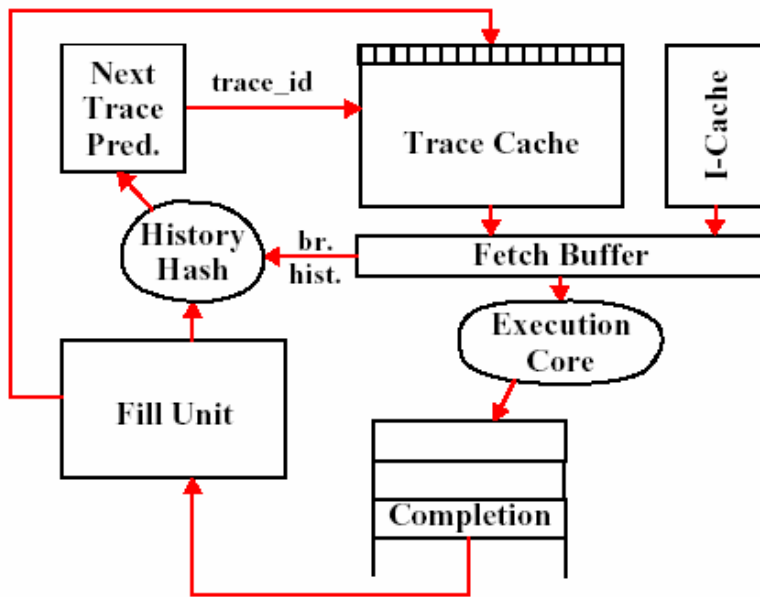 Next
Trace
Pred.
trace_id
Trace Cache
I-Cache
History
Hash
br.
hist.
Fetch Buffer
Execution
Core
Fill Unit
Completion